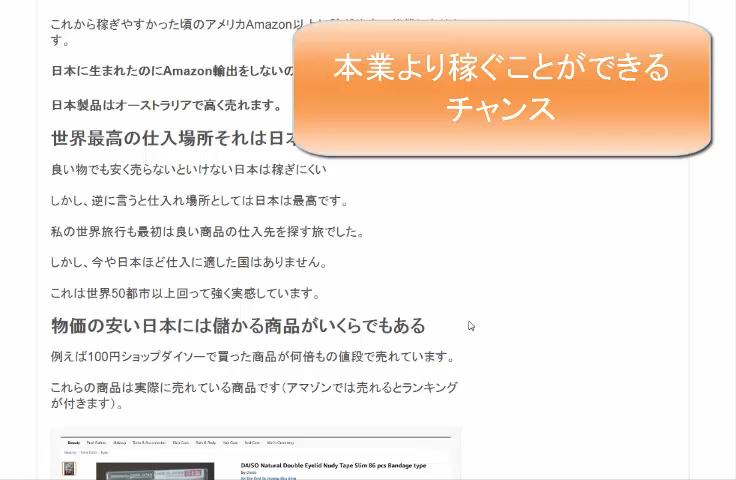 これから稼ぎやすかった頃のアメリカAmazon以上
す。
本業より稼ぐことができる
チャンス
日本に生まれたのにAmazon輸出をしないの
日本製品はオーストラリアで高く売れます。
世界最高の仕入場所それは日本
良い物でも安く売らないといけない日本は稼ぎにくい
しかし、逆に言うと仕入れ場所としては日本は最高です。
私の世界旅行も最初は良い商品の仕入先を探す旅でした。
しかし、今や日本ほど仕入に適した国はありません。
これは世界50都市以上回って強く実感しています。
物価の安い日本には儲かる商品がいくらでもある
例えば100円ショップダイソーで買った商品が何倍もの値段で売れています。
これらの商品は実際に売れている商品です（アマゾンでは売れるとランキング
が付きます）。
DAISO Natural Double Eyelid Nudy Tape Slim 86 pcs Bandage type
by Daiso
Be the first to review this item